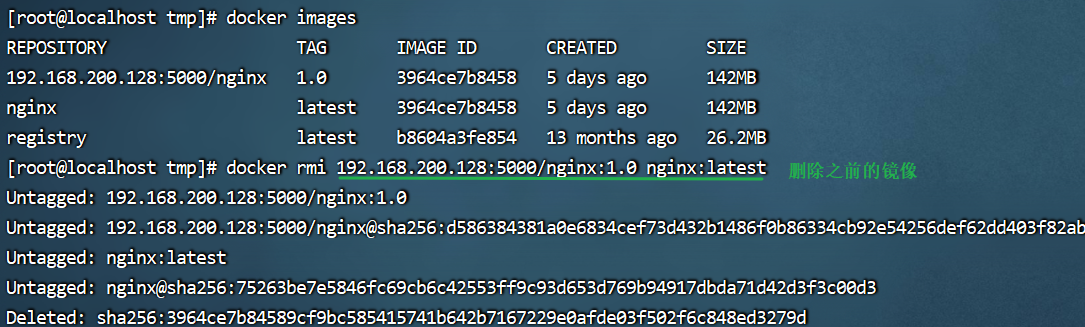 [root@localhost tmp]# docker images
REPOSITORY TAG IMAGE ID CREATED SIZE
192.168.200.128:5000/nginx 1.0 3964ce7b8458 5 days ago 142MB
nginx latest 3964ce7b8458 5 days ago 142MB
registry latest b8604a3fe854 13 months ago 26.2MB
[root@localhost tmp]# docker rmi 192.168.200.128:5000/nginx:1.0 nginx:latest 删除之前的镜像
Untagged: 192.168.200.128:5000/nginx:1.0
Untagged: 192.168.200.128:5000/nginx@sha256:d586384381a0e6834cef73d432b1486f0b86334cb92e54256def62dd403f82ab
Untagged: nginx:latest
Untagged: nginx@sha256:75263be7e5846fc69cb6c42553ff9c93d653d769b94917dbda71d42d3f3c00d3
Deleted: sha256:3964ce7b84589cf9bc585415741b642b7167229e0afde03f502f6c848ed3279d